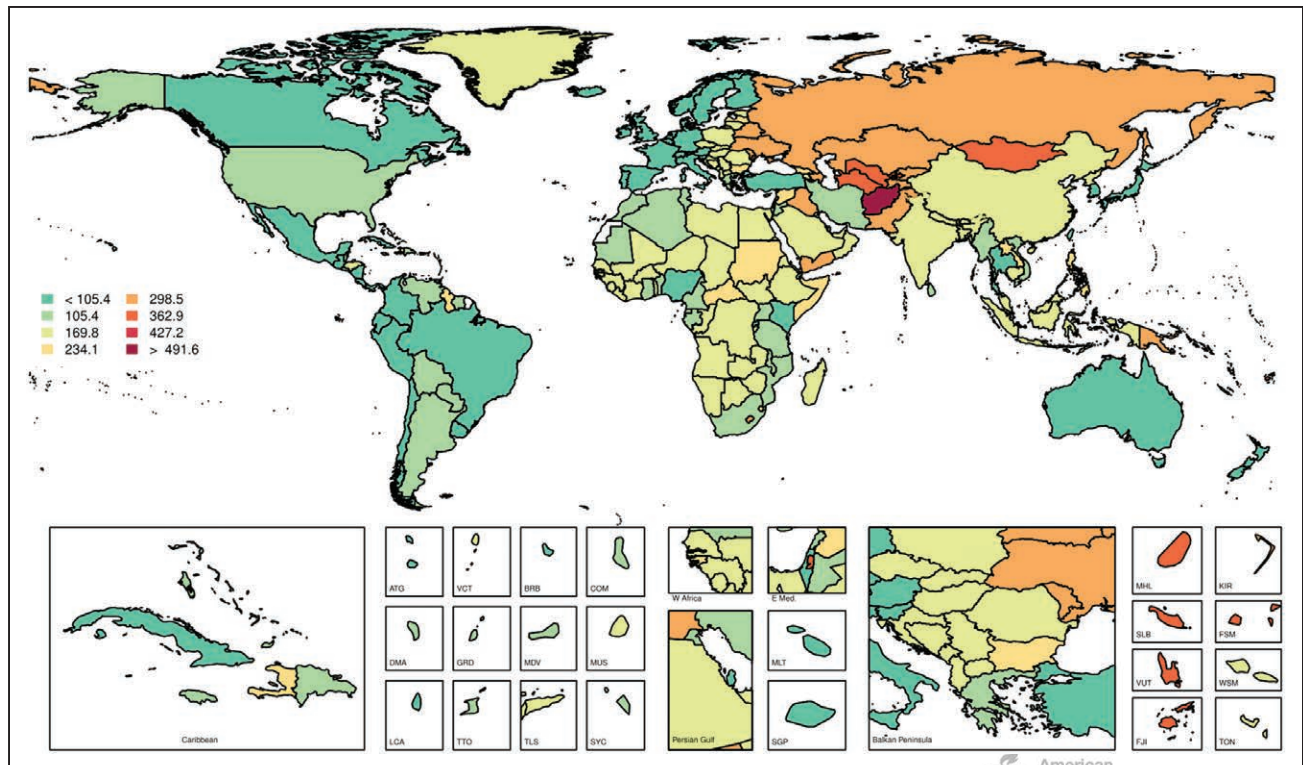 < 105.4
298.5
105.4
362.9
169.8
427.2
234.1
> 491.6
Caribbean
ATG
VCT
BRB
COM
DMA
GRD
MDV
MUS
LCA
TTO
TLS
SYC
W Africa
E Med.
Persian Gulf
MLT
SGP
Balkan Peninsula
MHL
KIR
SLB
FSM
VUT
WSM
FJI
TON
American